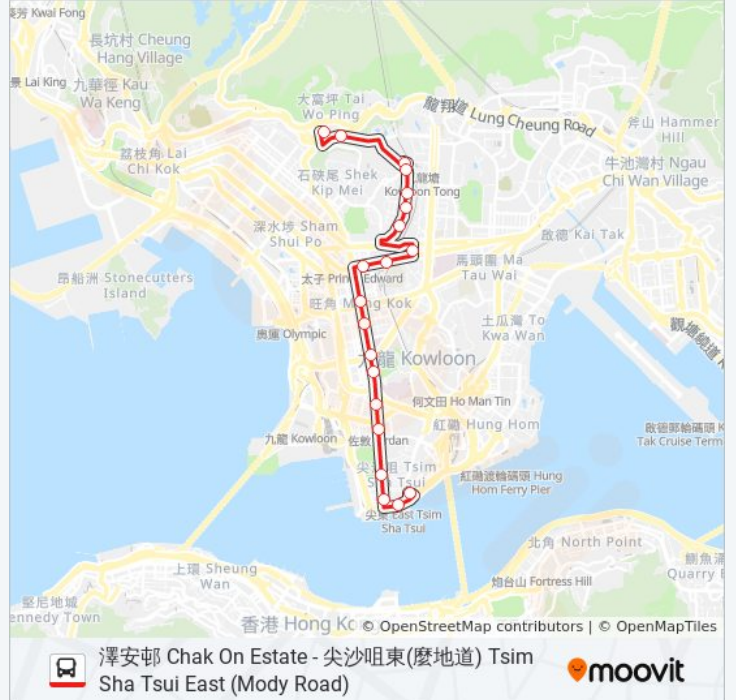 葵芳 Kwai Fong
長坑村 Cheung
Hang Village
景 Lai King
九華徑 Kau
Wa Keng
大窩坪 Tai
Wo Ping
龍翔道 Lung Cheung Road
斧山 Hammer
Hill
荔枝角 Lai
Chi Kok
石硤尾 Shek
Kip Mei
龍塘
Kowloon Tong
牛池灣村 Ngau
Chi Wan Village
深水埗 Sham
Shui Po
啟德 Kai Tak
昂船洲 Stonecutters
Island
太子 Prince Edward
馬頭圍 Ma
Tau Wai
旺角 Mong Kok
土瓜灣 To
Kwa Wan
奧運 Olympic
觀塘繞道
九龍 Kowloon
何文田 Ho Man Tin
紅磡 Hung Hom
九龍 Kowloon
佐敦 Jordan
啟德郵輪碼頭 K
Tak Cruise Term
尖沙咀 Tsim
Sha Tsui
紅磡渡輪碼頭 Hung
Hom Ferry Pier
尖東 East Tsim
Sha Tsui
北角 North Point
上環 Sheung
Wan
炮台山 Fortress Hill
鰂魚涌
Quarry
堅尼地城
ennedy Town
香港 Hong Kong
© OpenStreetMap contributors | © OpenMapTiles
澤安邨 Chak On Estate - 尖沙咀東(麼地道) Tsim
Sha Tsui East (Mody Road)
moovit